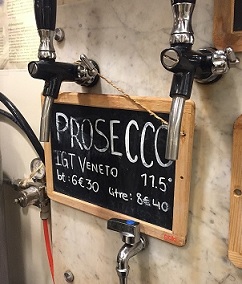 PROSECCO
IGT VENETO 11.5°
bt: 6€30 litre: 8€40